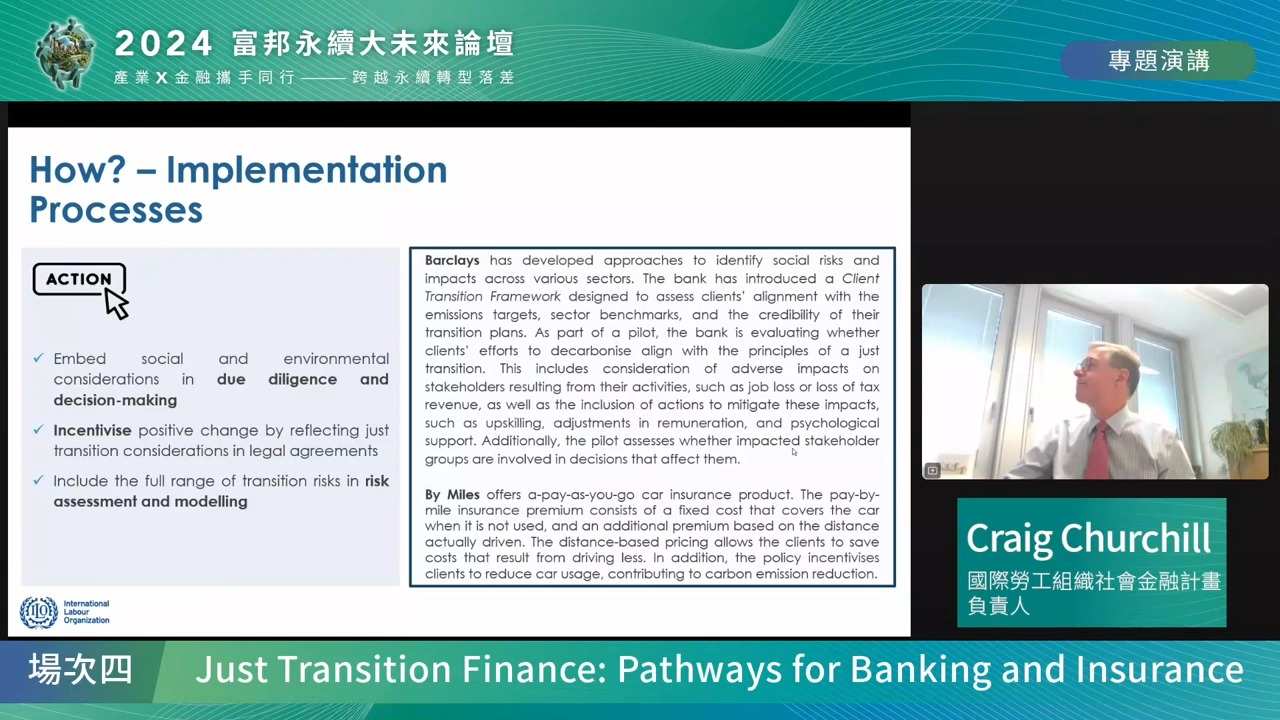 2024 富邦永續大未來論壇
產業X金融攜手同行——跨越永續轉型落差
專題演講
How? – Implementation
Processes
ACTION
✓ Embed social and environmental
considerations in due diligence and
decision-making
✓ Incentivise positive change by reflecting just
transition considerations in legal agreements
✓ Include the full range of transition risks in risk
assessment and modelling
Barclays has developed approaches to identify social risks and
impacts across various sectors. The bank has introduced a Client
Transition Framework designed to assess clients' alignment with the
emissions targets, sector benchmarks, and the credibility of their
transition plans. As part of a pilot, the bank is evaluating whether
clients' efforts to decarbonise align with the principles of a just
transition. This includes consideration of adverse impacts on
stakeholders resulting from their activities, such as job loss or loss of tax
revenue, as well as the inclusion of actions to mitigate these impacts,
such as upskilling, adjustments in remuneration, and psychological
support. Additionally, the pilot assesses whether impacted stakeholder
groups are involved in decisions that affect them.
By Miles offers a-pay-as-you-go car insurance product. The pay-by-
mile insurance premium consists of a fixed cost that covers the car
when it is not used, and an additional premium based on the distance
actually driven. The distance-based pricing allows the clients to save
costs that result from driving less. In addition, the policy incentivises
clients to reduce car usage, contributing to carbon emission reduction.
International
Labour
Organization
Craig Churchill
國際勞工組織社會金融計畫
負責人
場次四
Just Transition Finance: Pathways for Banking and Insurance